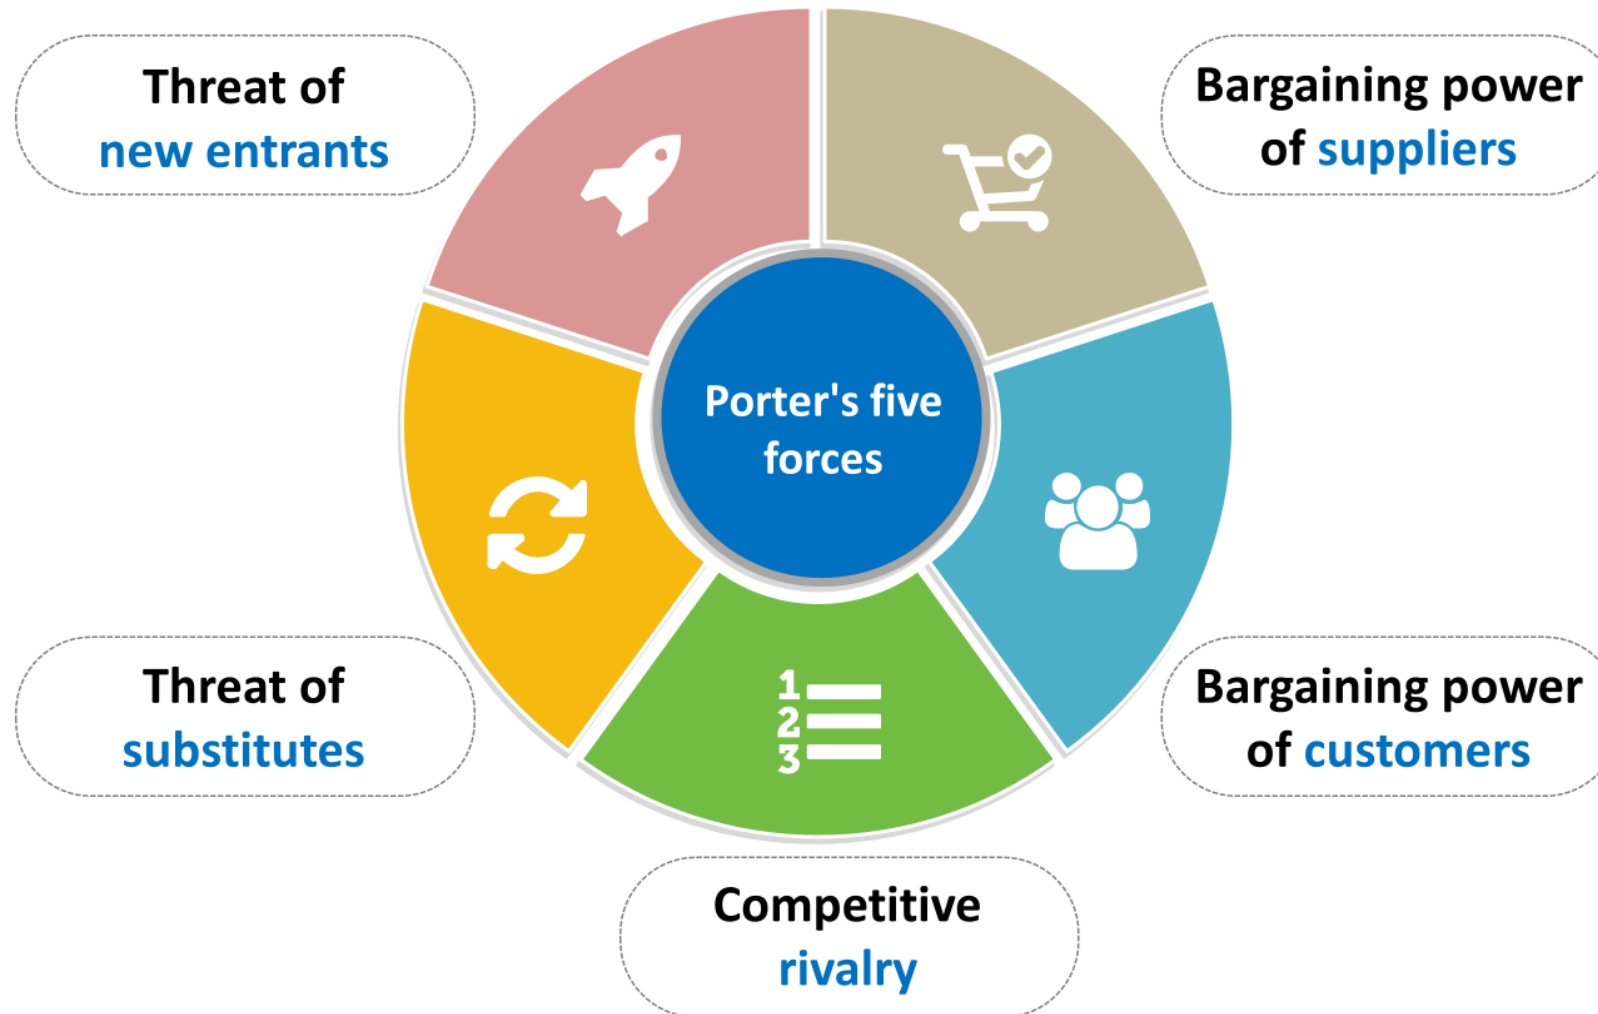 Threat of
new entrants
Bargaining power
of suppliers
Porter's five
forces
Threat of
substitutes
Bargaining power
of customers
1
2
3
Competitive
rivalry